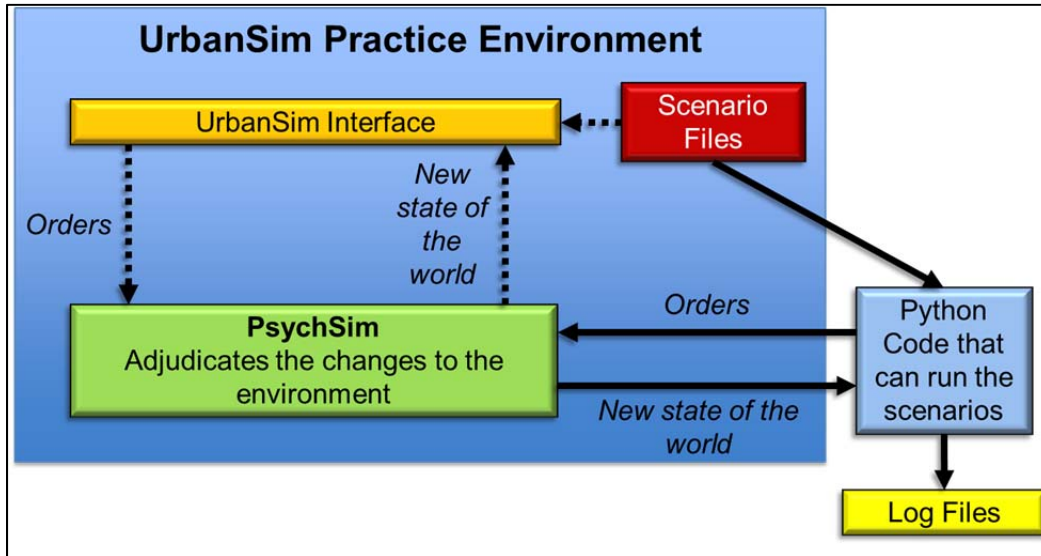 UrbanSim Practice Environment
UrbanSim Interface
Scenario
Files
Orders
New
state of
the
world
PsychSim
Adjudicates the changes to the
environment
Orders
New state of the
world
Python
Code that
can run the
scenarios
Log Files